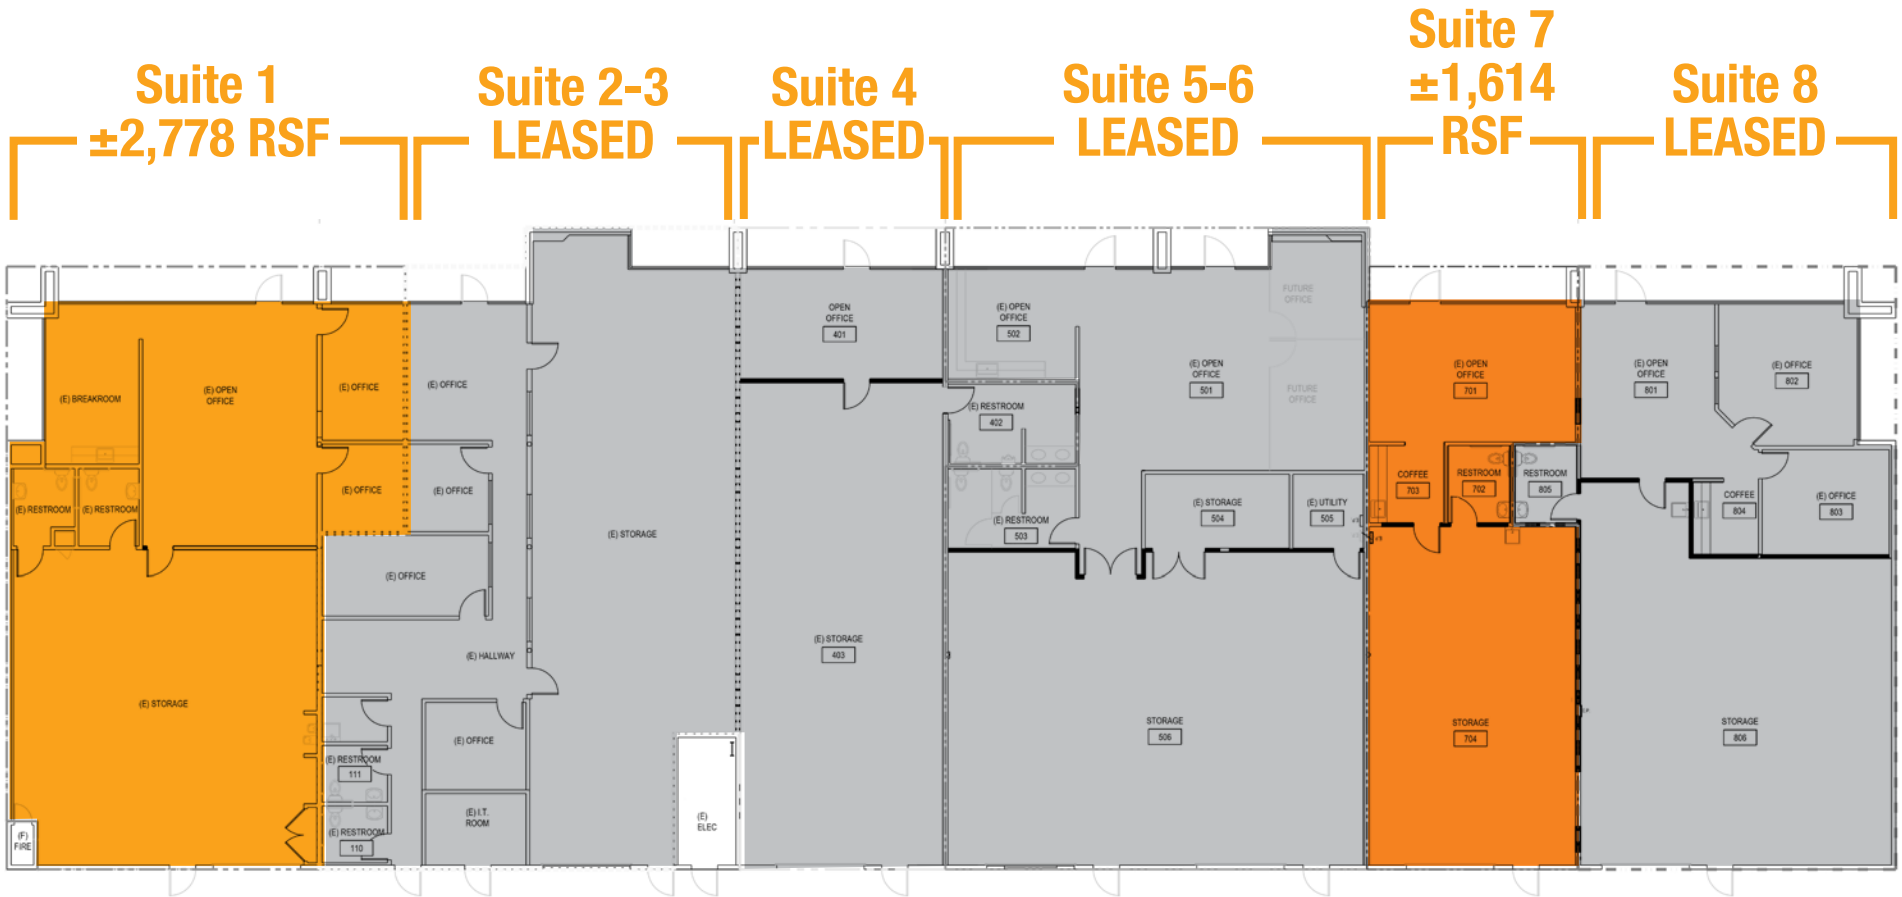 Suite 1
±2,778 RSF
Suite 2-3
LEASED
Suite 4
LEASED
Suite 5-6
LEASED
Suite 7
±1,614
RSF
Suite 8
LEASED
(E) BREAKROOM
(E) OPEN
OFFICE
(E) OFFICE
(E) OFFICE
(E) RESTROOM
(E) RESTROOM
(E) STORAGE
(F)
FIRE
(E) OFFICE
(E) OFFICE
(E) OFFICE
(E) HALLWAY
(E) RESTROOM
111
(E) RESTROOM
110
(E) OFFICE
(E) I.T.
ROOM
(E) STORAGE
(E)
ELEC
OPEN
OFFICE
401
(E) STORAGE
403
(E) OPEN
OFFICE
502
(E) RESTROOM
402
(E) RESTROOM
503
(E) OPEN
OFFICE
501
FUTURE
OFFICE
FUTURE
OFFICE
(E) STORAGE
504
(E) UTILITY
505
STORAGE
506
(E) OPEN
OFFICE
701
COFFEE
703
RESTROOM
702
STORAGE
704
RESTROOM
805
(E) OPEN
OFFICE
801
(E) OFFICE
802
COFFEE
804
(E) OFFICE
803
STORAGE
806